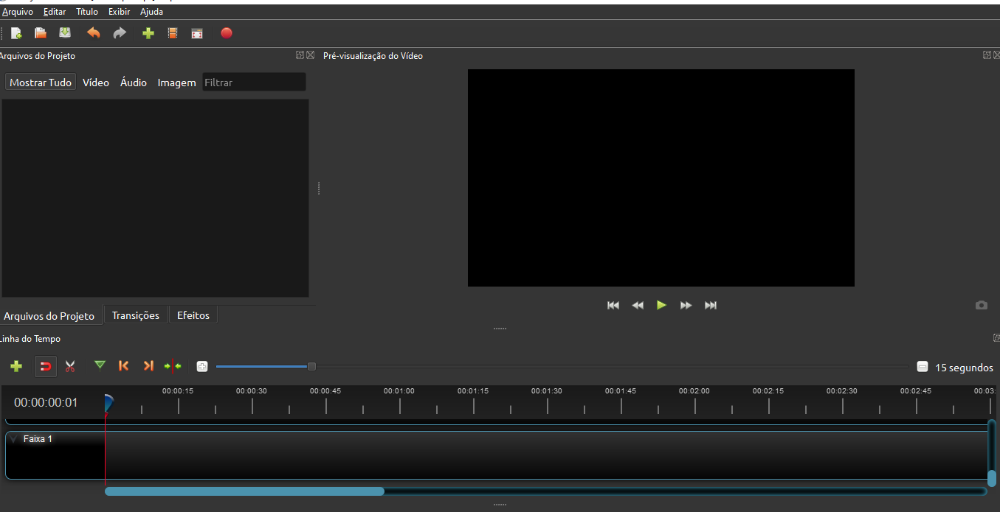 Arquivo Editar Título Exibir Ajuda
Arquivos do Projeto
Pré-visualização do Vídeo
Mostrar Tudo Vídeo Áudio Imagem Filtrar
Arquivos do Projeto Transições Efeitos
Linha do Tempo
15 segundos
00:00:15 00:00:30 00:00:45 00:01:00 00:01:15 00:01:30 00:01:45 00:02:00 00:02:15 00:02:30 00:02:45 00:03:
00:00:00:01
Faixa 1